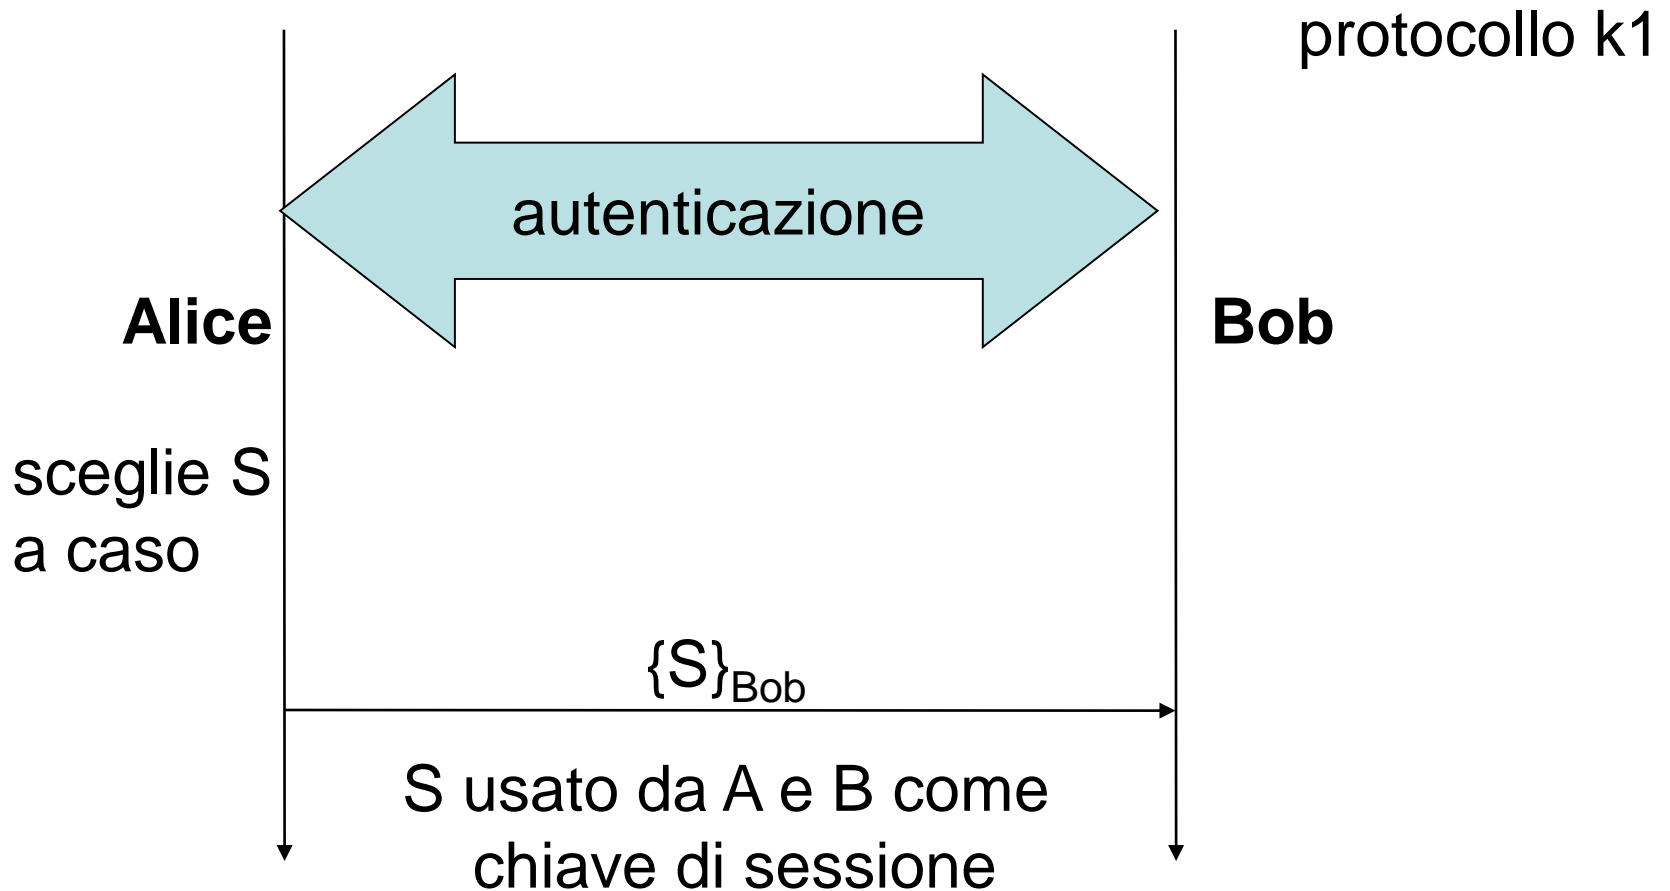 protocollo k1
autenticazione
Alice
Bob
sceglie S
a caso
{S}Bob
S usato da A e B come
chiave di sessione